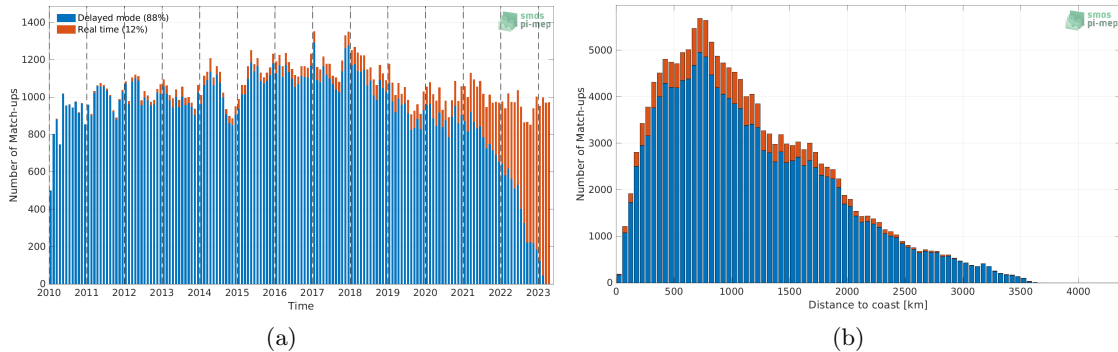 Delayed mode (88%)
Real time (12%)
smos
pi-mep
Number of Match-ups
1400
1200
1000
800
600
400
200
0
2010 2011 2012 2013 2014 2015 2016 2017 2018 2019 2020 2021 2022 2023
Time
(a)
smos
pi-mep
Number of Match-ups
5000
4000
3000
2000
1000
0
0 500 1000 1500 2000 2500 3000 3500 4000
Distance to coast [km]
(b)